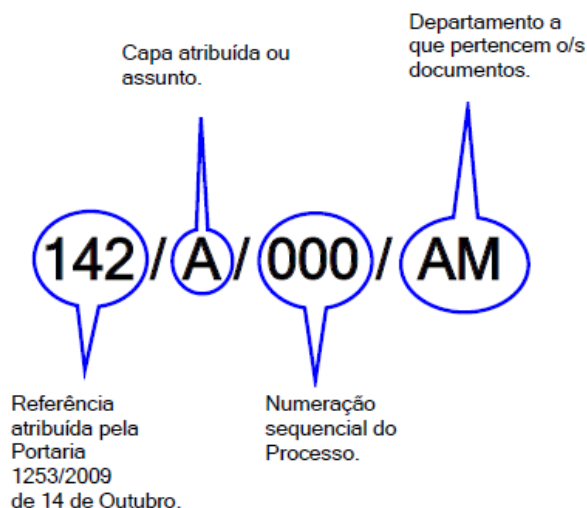 Departamento a
que pertencem o/s
documentos.
Capa atribuída ou
assunto.
142/A/000/ AM
Referência
atribuída pela
Portaria
1253/2009
de 14 de Outubro.
Numeração
sequencial do
Processo.